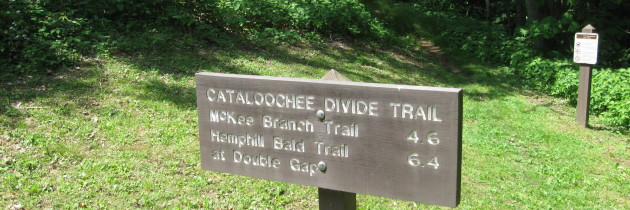 CATALOOCHEE DIVIDE TRAIL
McKee Branch Trail 4.6
Hemphill Bald Trail 6.4
at Double Gap